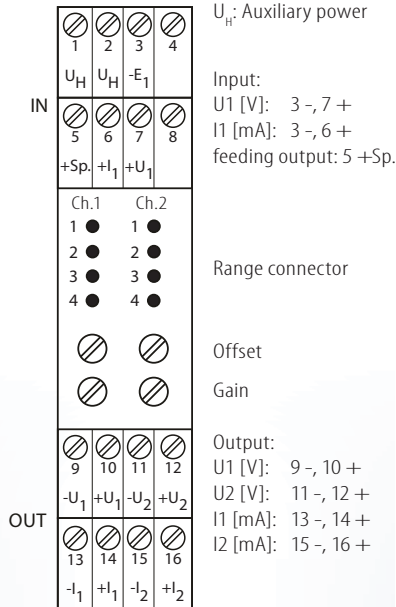 U_H: Auxiliary power
IN
1 2 3 4
U_H U_H -E_1
5 6 7 8
+Sp. +I_1 +U_1
Input:
U1 [V]: 3 -, 7 +
I1 [mA]: 3 -, 6 +
feeding output: 5 +Sp.
Ch.1 Ch.2
1 1
2 2
3 3
4 4
Range connector
Offset
Gain
OUT
9 10 11 12
-U_1 +U_1 -U_2 +U_2
13 14 15 16
-I_1 +I_1 -I_2 +I_2
Output:
U1 [V]: 9 -, 10 +
U2 [V]: 11 -, 12 +
I1 [mA]: 13 -, 14 +
I2 [mA]: 15 -, 16 +